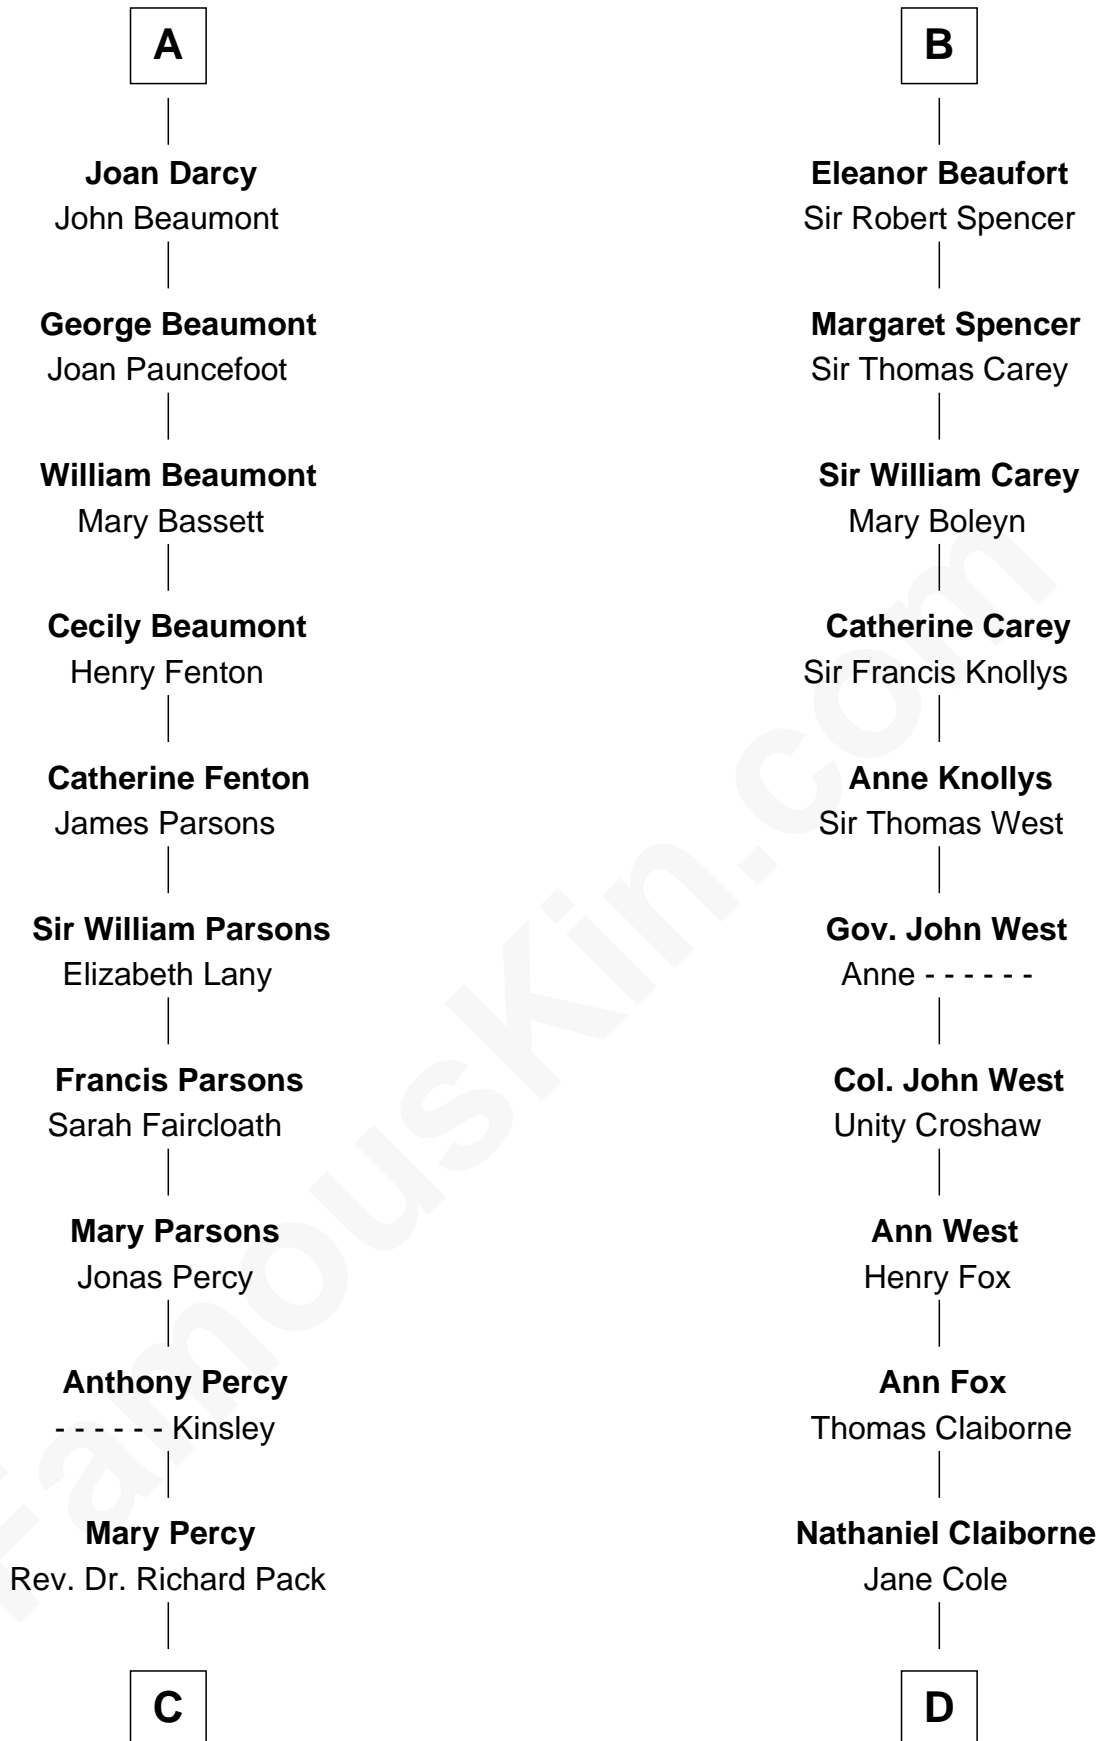 A
Joan Darcy
John Beaumont
George Beaumont
Joan Pauncefoot
William Beaumont
Mary Bassett
Cecily Beaumont
Henry Fenton
Catherine Fenton
James Parsons
Sir William Parsons
Elizabeth Lany
Francis Parsons
Sarah Faircloath
Mary Parsons
Jonas Percy
Anthony Percy
- - - - - - Kinsley
Mary Percy
Rev. Dr. Richard Pack
C
B
Eleanor Beaufort
Sir Robert Spencer
Margaret Spencer
Sir Thomas Carey
Sir William Carey
Mary Boleyn
Catherine Carey
Sir Francis Knollys
Anne Knollys
Sir Thomas West
Gov. John West
Anne - - - - - -
Col. John West
Unity Croshaw
Ann West
Henry Fox
Ann Fox
Thomas Claiborne
Nathaniel Claiborne
Jane Cole
D
FamousKin.com